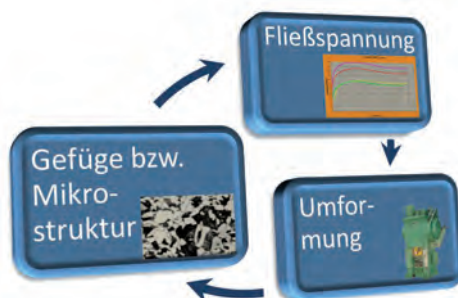 Fließspannung
Gefüge bzw.
Mikro-
struktur
Umfor-
mung